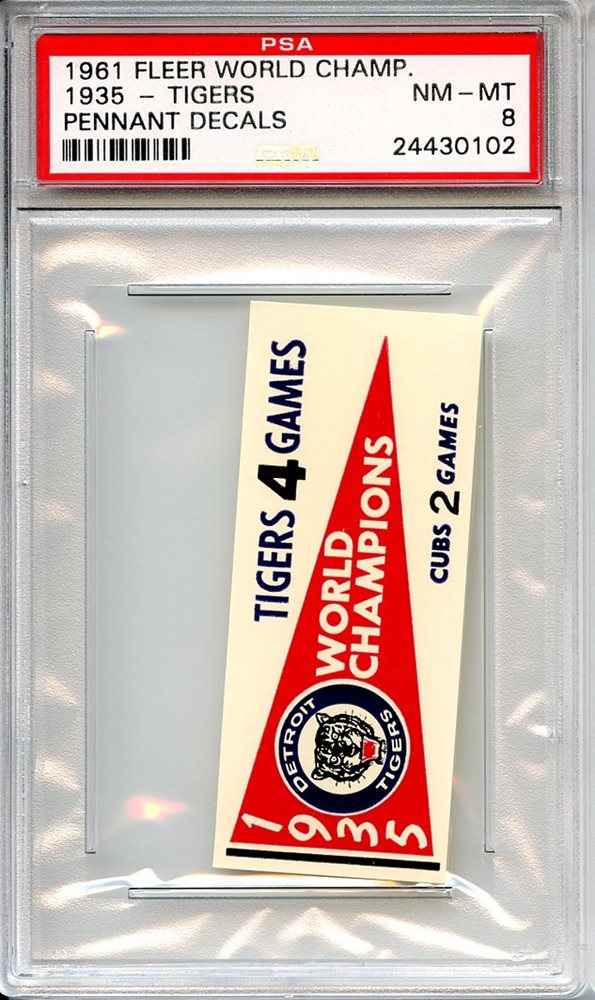 PSA
1961 FLEER WORLD CHAMP.
1935 - TIGERS NM-MT
PENNANT DECALS 8
24430102
TIGERS 4 GAMES
WORLD
CHAMPIONS
CUBS 2 GAMES
DETROIT
TIGERS
1935